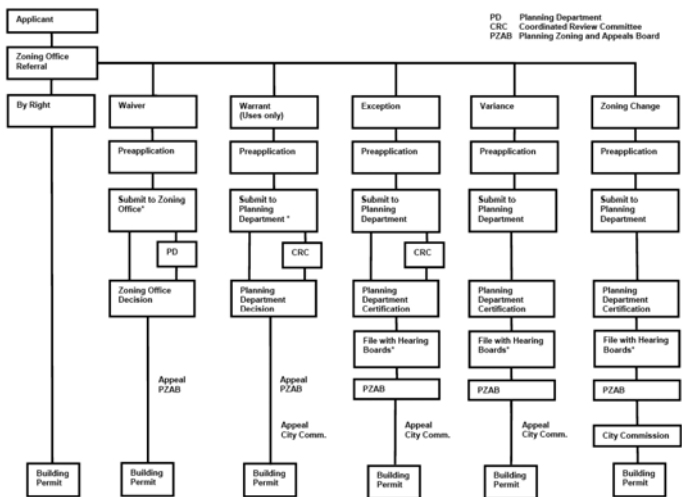 PD Planning Department
CRC Coordinated Review Committee
PZAB Planning Zoning and Appeals Board
Applicant
Zoning Office
Referral
By Right
Waiver
Warrant
(Uses only)
Exception
Variance
Zoning Change
Preapplication
Preapplication
Preapplication
Preapplication
Preapplication
Submit to Zoning
Office*
Submit to
Planning
Department *
Submit to
Planning
Department
Submit to
Planning
Department
Submit to
Planning
Department
PD
CRC
CRC
Zoning Office
Decision
Planning
Department
Decision
Planning
Department
Certification
Planning
Department
Certification
Planning
Department
Certification
File with Hearing
Boards*
File with Hearing
Boards*
File with Hearing
Boards*
Appeal
PZAB
Appeal
PZAB
PZAB
PZAB
PZAB
Appeal
City Comm.
Appeal
City Comm.
Appeal
City Comm.
City Commission
Building
Permit
Building
Permit
Building
Permit
Building
Permit
Building
Permit
Building
Permit